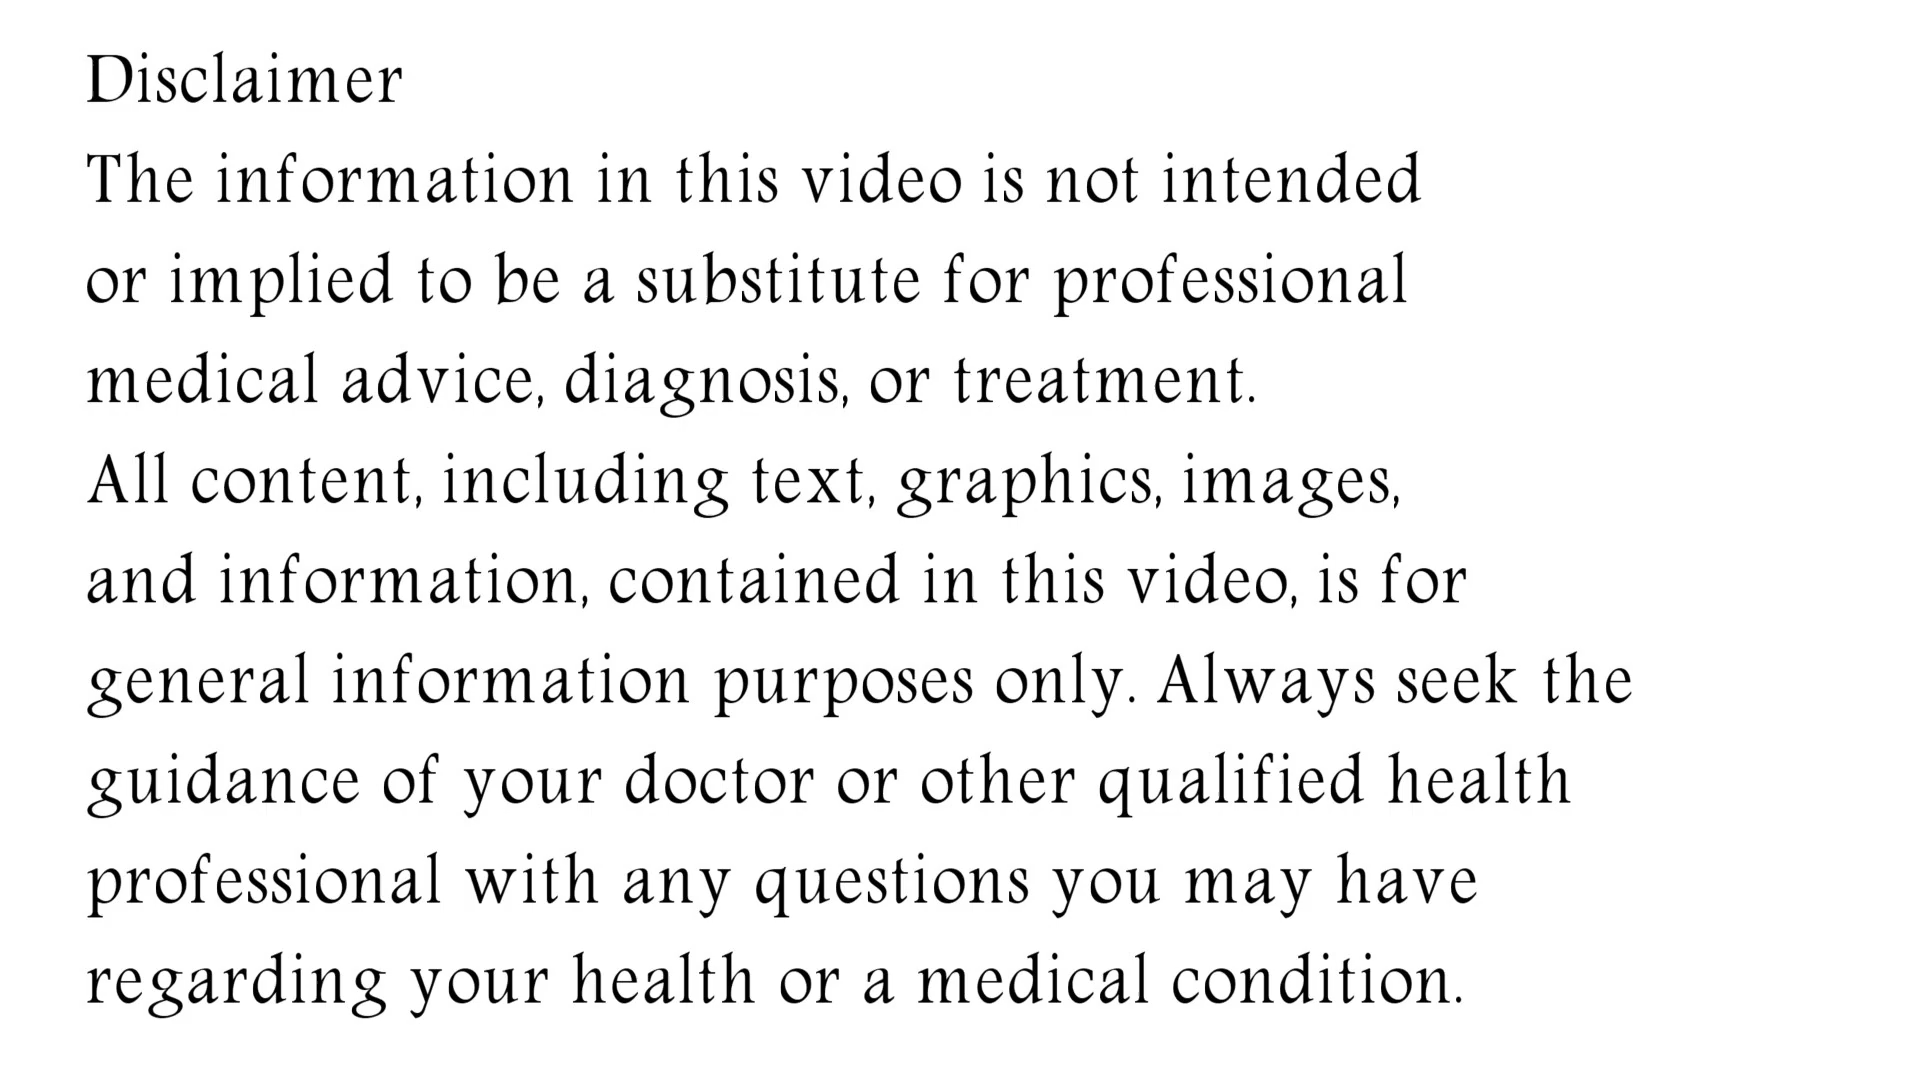 Disclaimer
The information in this video is not intended
or implied to be a substitute for professional
medical advice, diagnosis, or treatment.
All content, including text, graphics, images,
and information, contained in this video, is for
general information purposes only. Always seek the
guidance of your doctor or other qualified health
professional with any questions you may have
regarding your health or a medical condition.